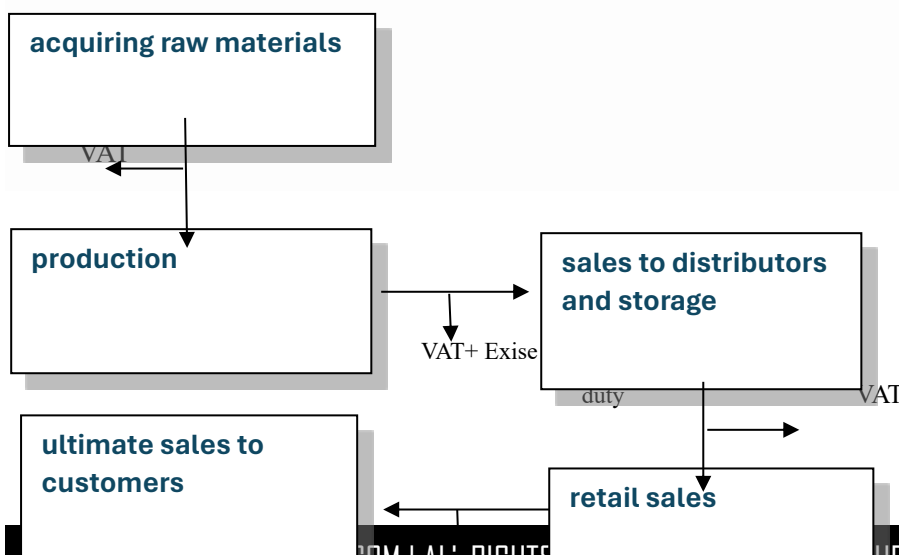 acquiring raw materials
VAT
production
sales to distributors
and storage
VAT+ Exise
duty
VAT
ultimate sales to
customers
retail sales